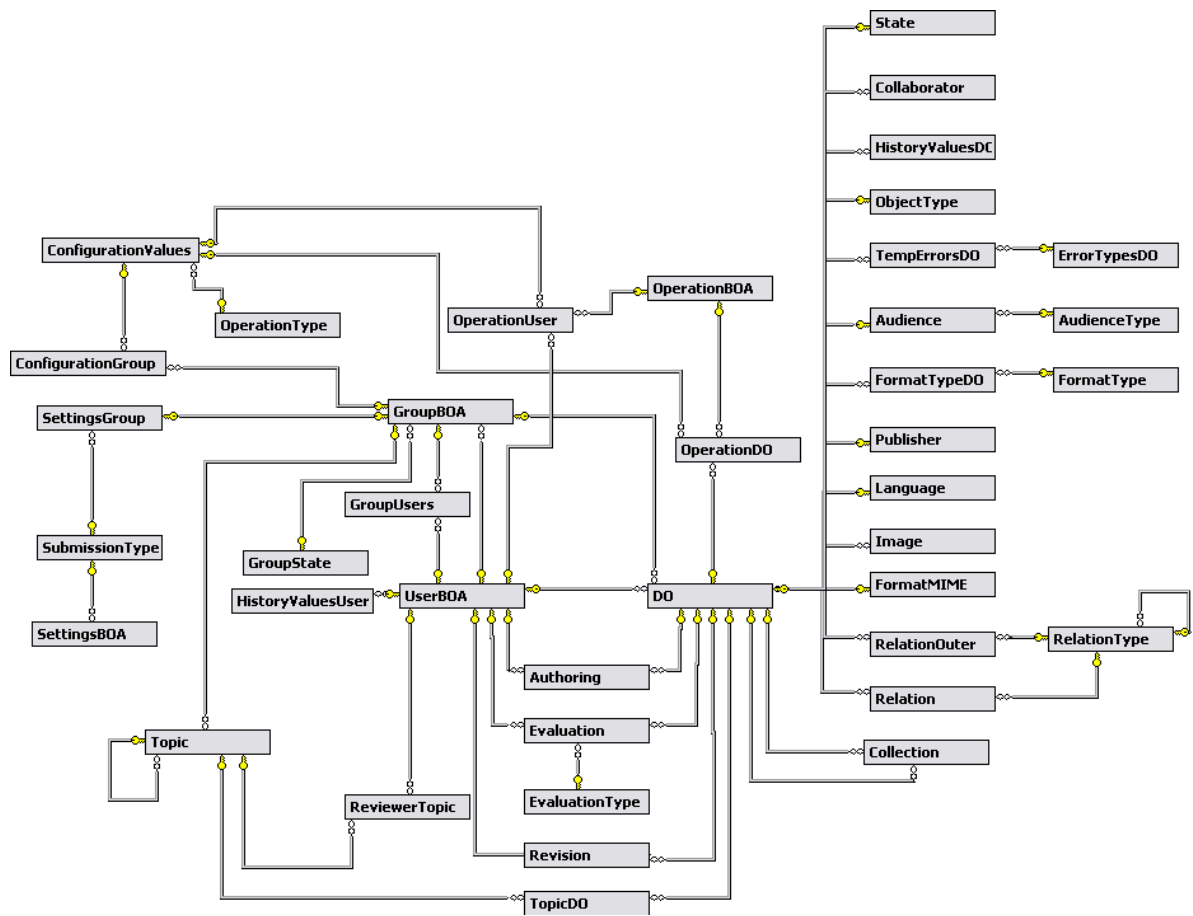 State
Collaborator
HistoryValuesDC
ObjectType
ConfigurationValues
TempErrorsDO
ErrorTypesDO
OperationBOA
OperationType
OperationUser
Audience
AudienceType
ConfigurationGroup
FormatTypeDO
FormatType
SettingsGroup
GroupBOA
OperationDO
Publisher
Language
GroupUsers
SubmissionType
GroupState
Image
HistoryValuesUser
UserBOA
DO
FormatMIME
SettingsBOA
RelationOuter
RelationType
Authoring
Relation
Topic
Evaluation
Collection
ReviewerTopic
EvaluationType
Revision
TopicDO